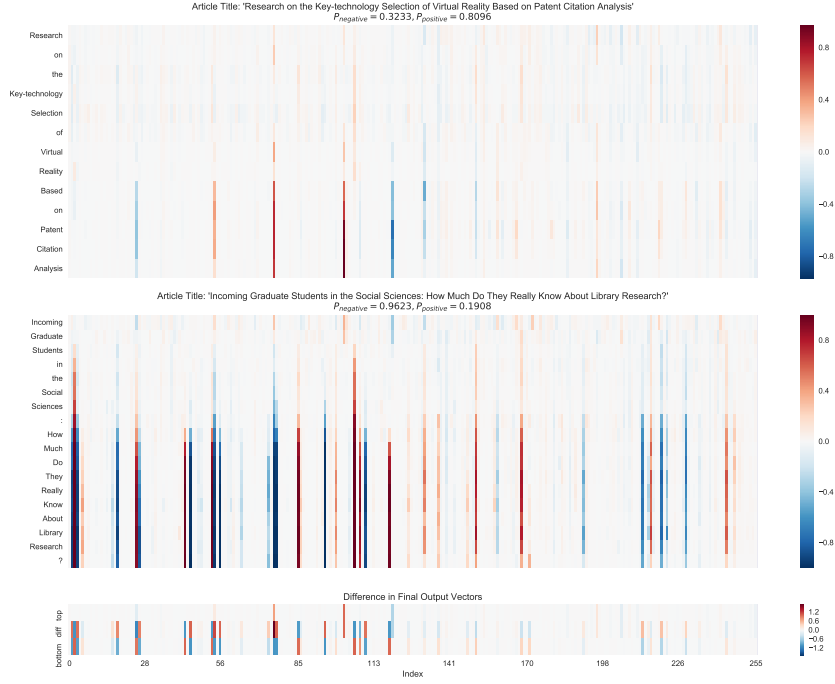 Article Title: 'Research on the Key-technology Selection of Virtual Reality Based on Patent Citation Analysis'
P_negative = 0.3233, P_positive = 0.8096
Research
on
the
Key-technology
Selection
of
Virtual
Reality
Based
on
Patent
Citation
Analysis
0.8
0.4
0.0
−0.4
−0.8
Article Title: 'Incoming Graduate Students in the Social Sciences: How Much Do They Really Know About Library Research?'
P_negative = 0.9623, P_positive = 0.1908
Incoming
Graduate
Students
in
the
Social
Sciences
:
How
Much
Do
They
Really
Know
About
Library
Research
?
0.8
0.4
0.0
−0.4
−0.8
Difference in Final Output Vectors
top
diff
bottom
1.2
0.6
0.0
−0.6
−1.2
0 28 56 85 113 141 170 198 226 255
Index